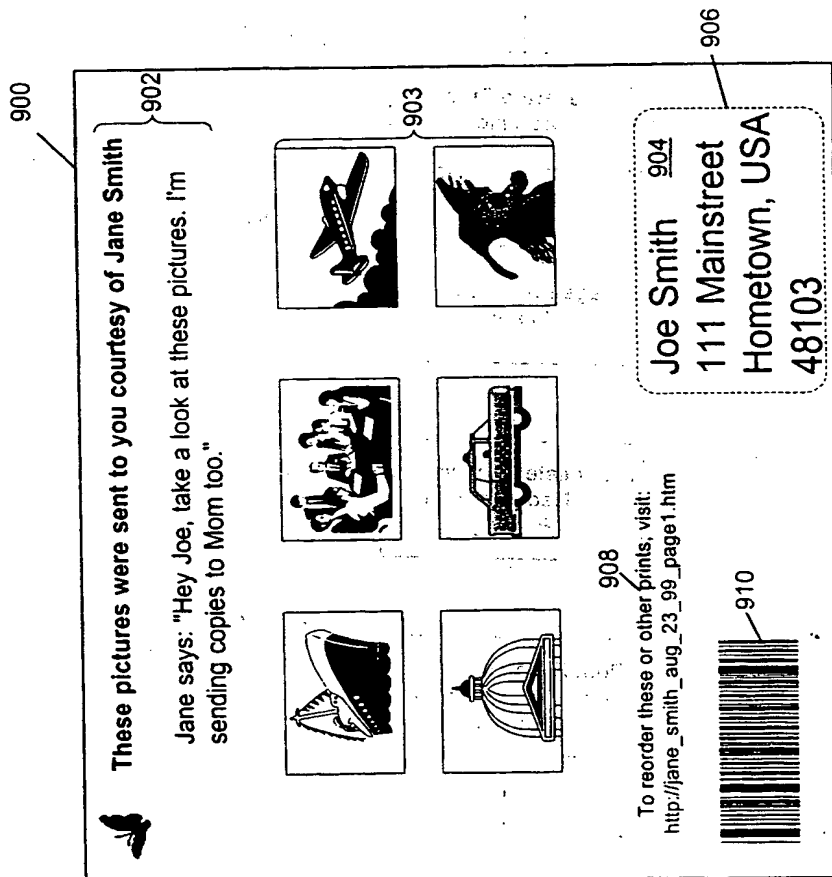 900
These pictures were sent to you courtesy of Jane Smith
902
Jane says: "Hey Joe, take a look at these pictures. I'm
sending copies to Mom too."
903
908
To reorder these or other prints, visit:
http://jane_smith_aug_23_99_page1.htm
910
Joe Smith 904
111 Mainstreet
Hometown, USA
48103
906